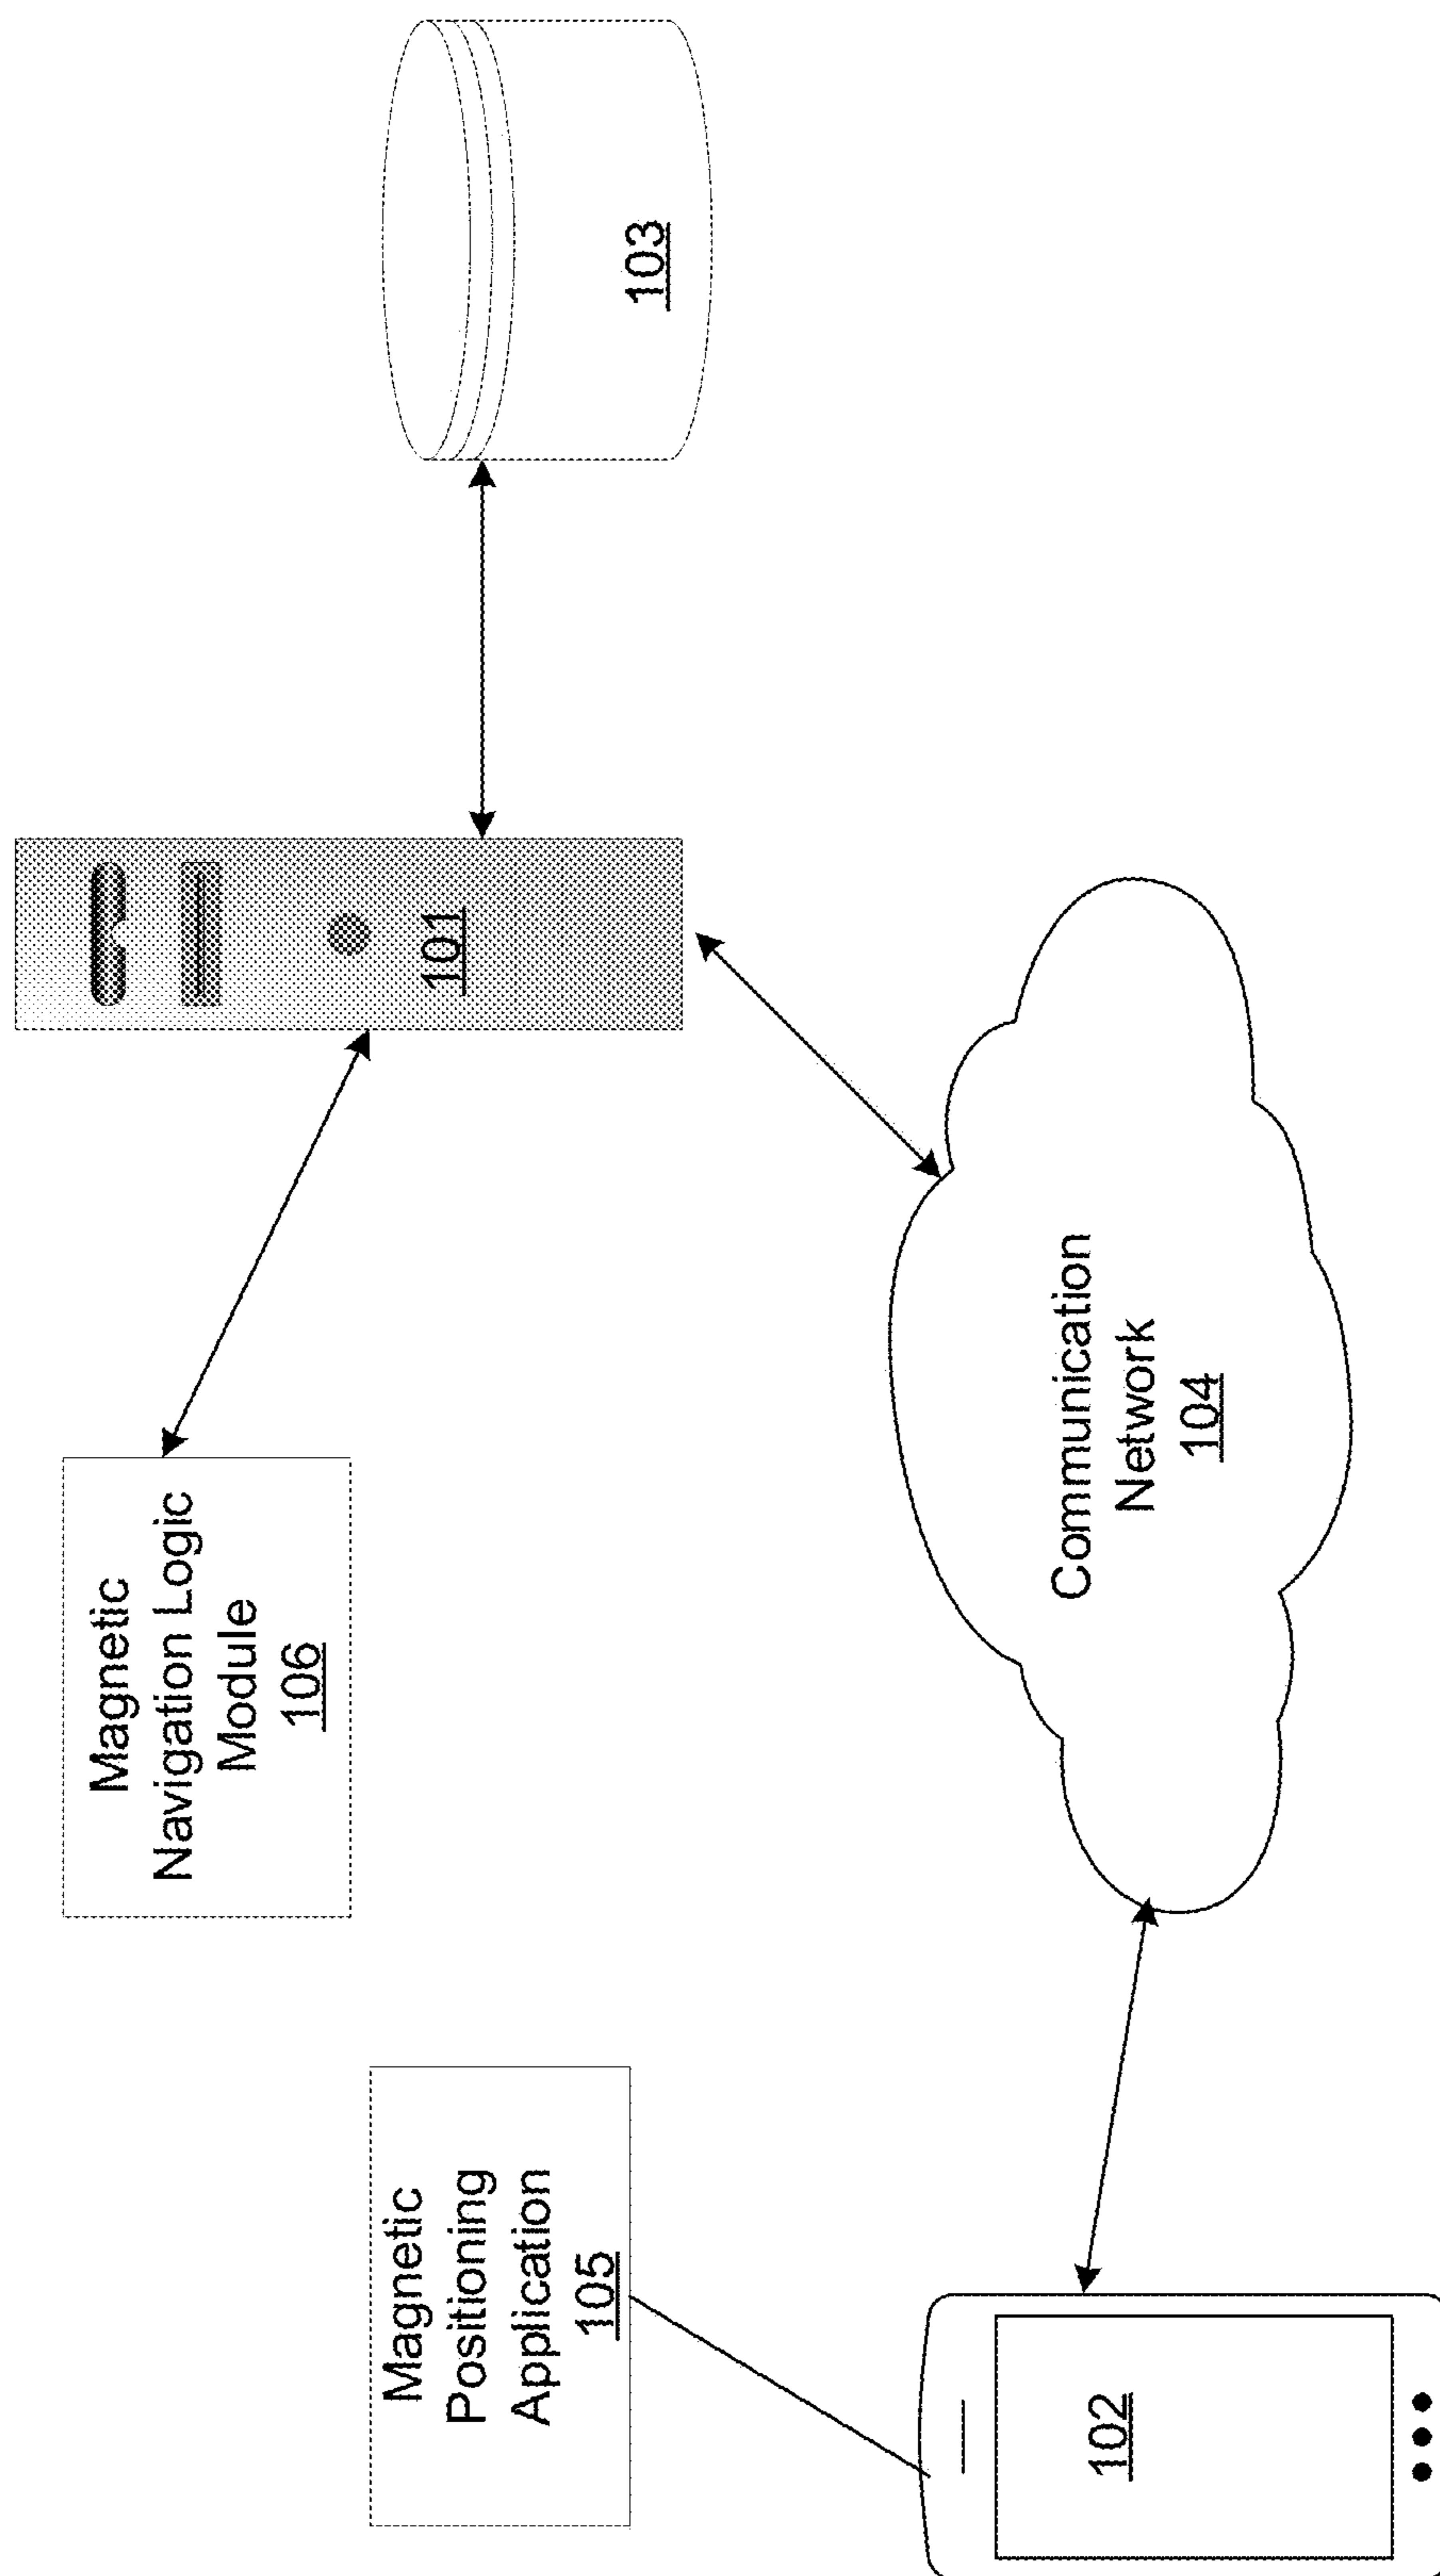 Magnetic
Positioning
Application
105
Magnetic
Navigation Logic
Module
106
101
103
102
Communication
Network
104